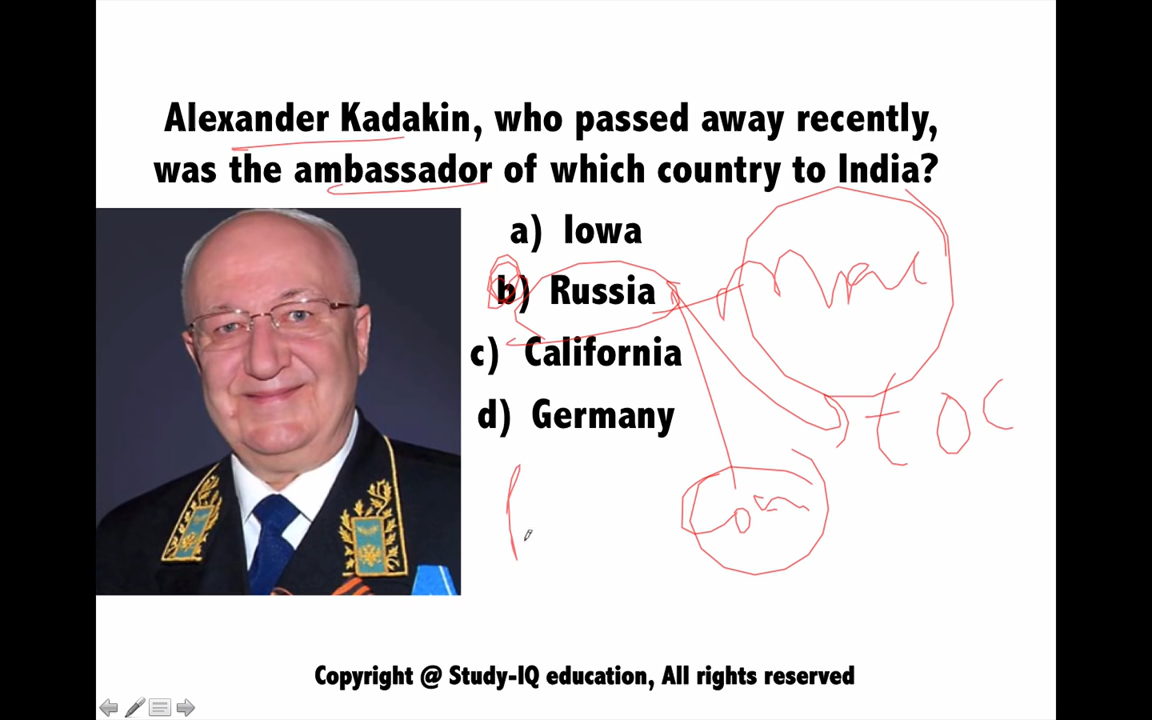 Alexander Kadakin, who passed away recently,
was the ambassador of which country to India?
a) Iowa
b) Russia
c) California
d) Germany
Copyright @ Study-IQ education, All rights reserved